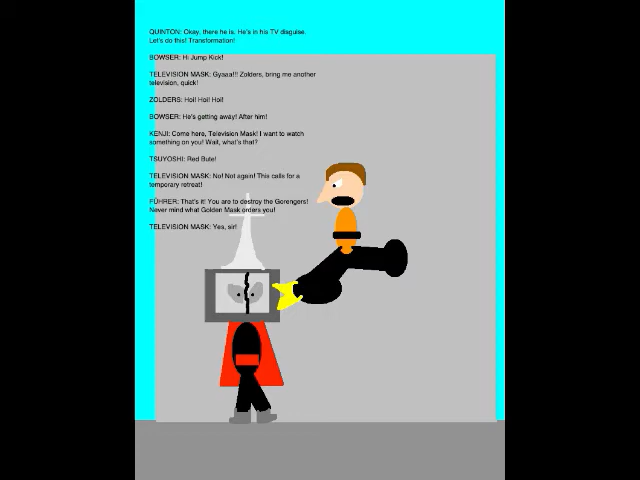 QUINTON: Okay, there he is. He's in his TV disguise.
Let's do this! Transformation!
BOWSER: Hi Jump Kick!
TELEVISION MASK: Gyaaa!!! Zolders, bring me another
television, quick!
ZOLDERS: Hoi! Hoi! Hoi!
BOWSER: He's getting away! After him!
KENJI: Come here, Television Mask! I want to watch
something on you! Wait, what's that?
TSUYOSHI: Red Bute!
TELEVISION MASK: No! Not again! This calls for a
temporary retreat!
FÜHRER: That's it! You are to destroy the Gorengers!
Never mind what Golden Mask orders you!
TELEVISION MASK: Yes, sir!